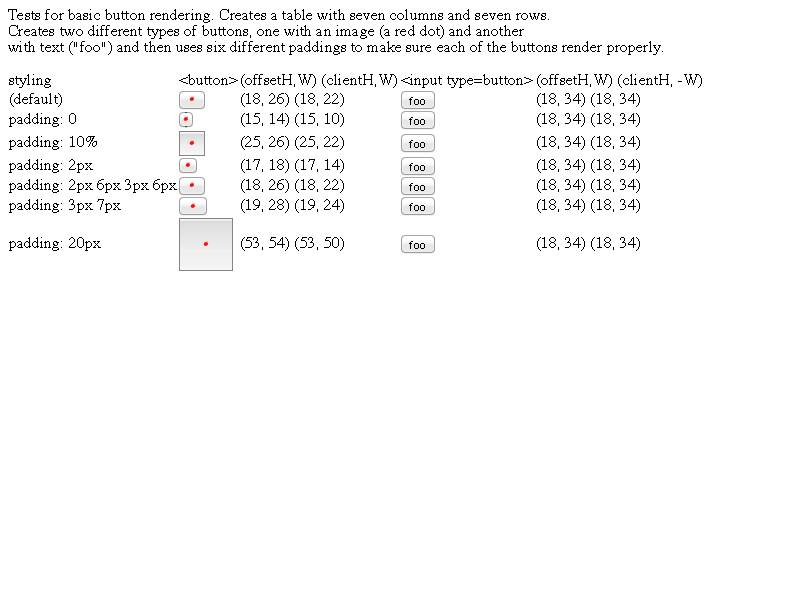 Tests for basic button rendering. Creates a table with seven columns and seven rows.
Creates two different types of buttons, one with an image (a red dot) and another
with text ("foo") and then uses six different paddings to make sure each of the buttons render properly.
styling <button> (offsetH, W) (clientH, W) <input type=button> (offsetH, W) (clientH, -W)
(default) (18, 26) (18, 22) foo (18, 34) (18, 34)
padding: 0 (15, 14) (15, 10) foo (18, 34) (18, 34)
padding: 10% (25, 26) (25, 22) foo (18, 34) (18, 34)
padding: 2px (17, 18) (17, 14) foo (18, 34) (18, 34)
padding: 2px 6px 3px 6px (18, 26) (18, 22) foo (18, 34) (18, 34)
padding: 3px 7px (19, 28) (19, 24) foo (18, 34) (18, 34)
padding: 20px (53, 54) (53, 50) foo (18, 34) (18, 34)